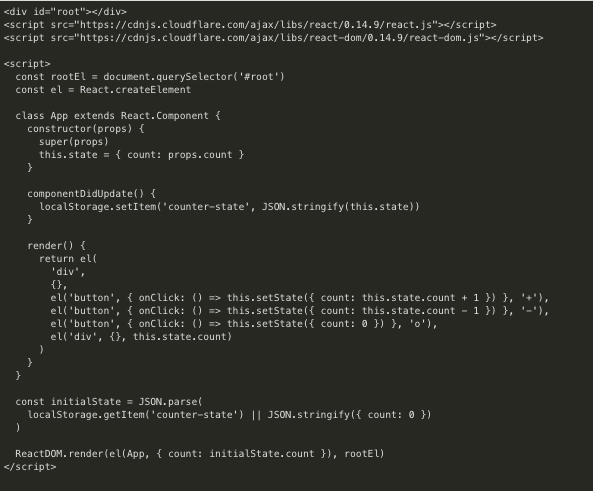 <div id="root"></div>
<script src="https://cdnjs.cloudflare.com/ajax/libs/react/0.14.9/react.js"></script>
<script src="https://cdnjs.cloudflare.com/ajax/libs/react-dom/0.14.9/react-dom.js"></script>

<script>
  const rootEl = document.querySelector('#root')
  const el = React.createElement

  class App extends React.Component {
    constructor(props) {
      super(props)
      this.state = { count: props.count }
    }

    componentDidUpdate() {
      localStorage.setItem('counter-state', JSON.stringify(this.state))
    }

    render() {
      return el(
        'div',
        {},
        el('button', { onClick: () => this.setState({ count: this.state.count + 1 }) }, '+'),
        el('button', { onClick: () => this.setState({ count: this.state.count - 1 }) }, '-'),
        el('button', { onClick: () => this.setState({ count: 0 }) }, 'o'),
        el('div', {}, this.state.count)
      )
    }
  }

  const initialState = JSON.parse(
    localStorage.getItem('counter-state') || JSON.stringify({ count: 0 })
  )

  ReactDOM.render(el(App, { count: initialState.count }), rootEl)
</script>